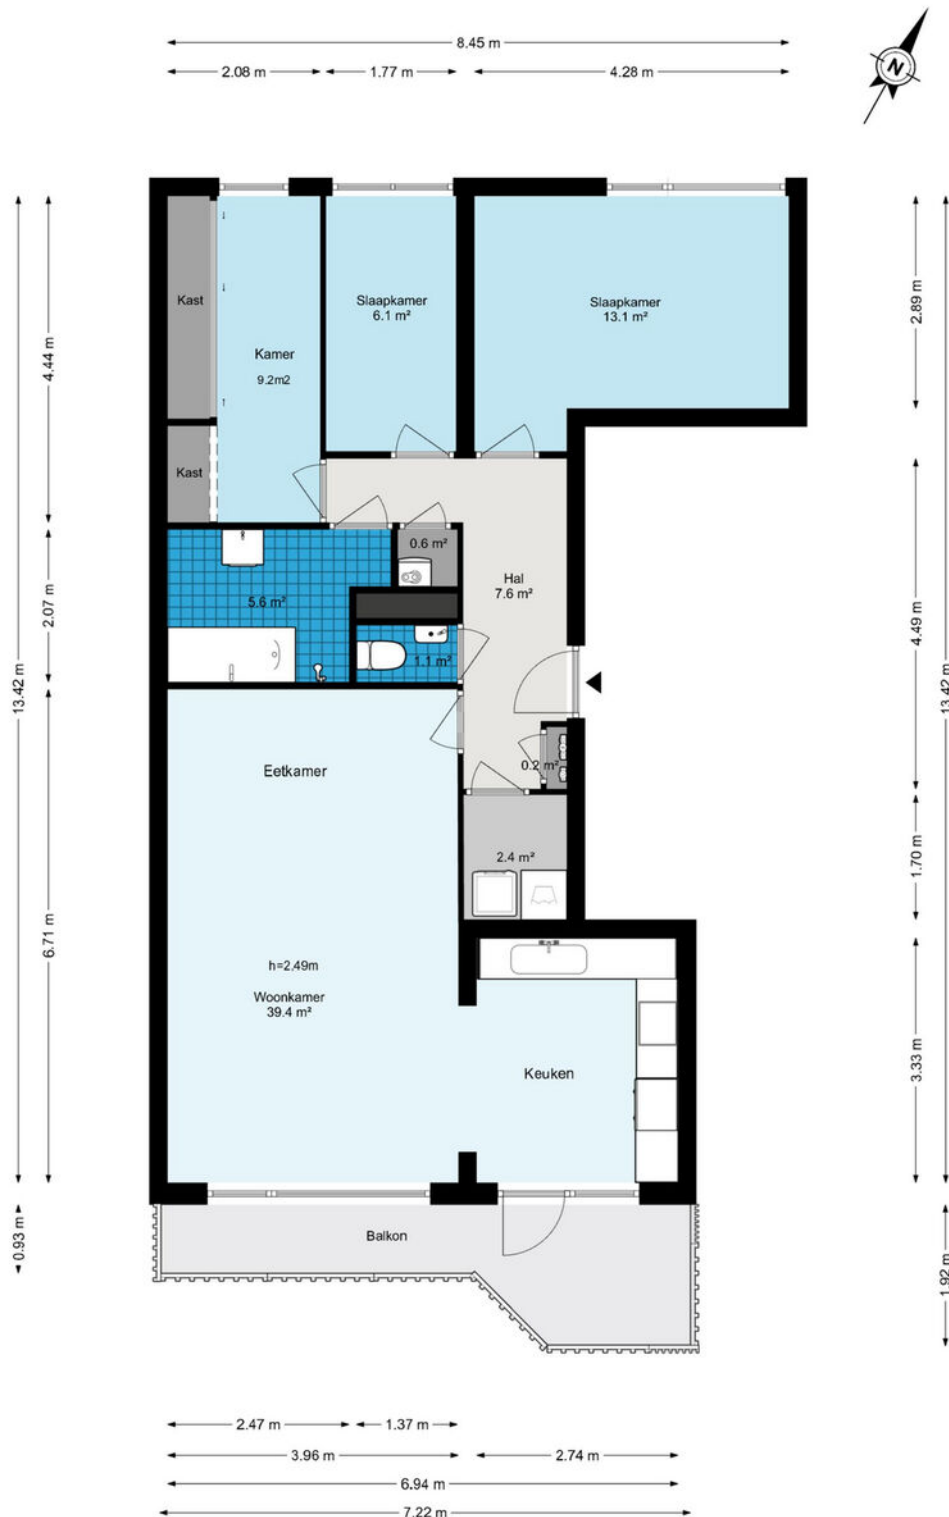 8.45 m
2.08 m
1.77 m
4.28 m
N
Kast
Slaapkamer
6.1 m²
Slaapkamer
13.1 m²
Kamer
9.2m2
Kast
0.6 m²
Hal
7.6 m²
5.6 m²
1.1 m²
Eetkamer
0.2 m²
2.4 m²
h=2.49m
Woonkamer
39.4 m²
Keuken
Balkon
13.42 m
4.44 m
2.07 m
6.71 m
0.93 m
2.89 m
4.49 m
13.42 m
1.70 m
3.33 m
1.92 m
2.47 m
1.37 m
3.96 m
2.74 m
6.94 m
7.22 m